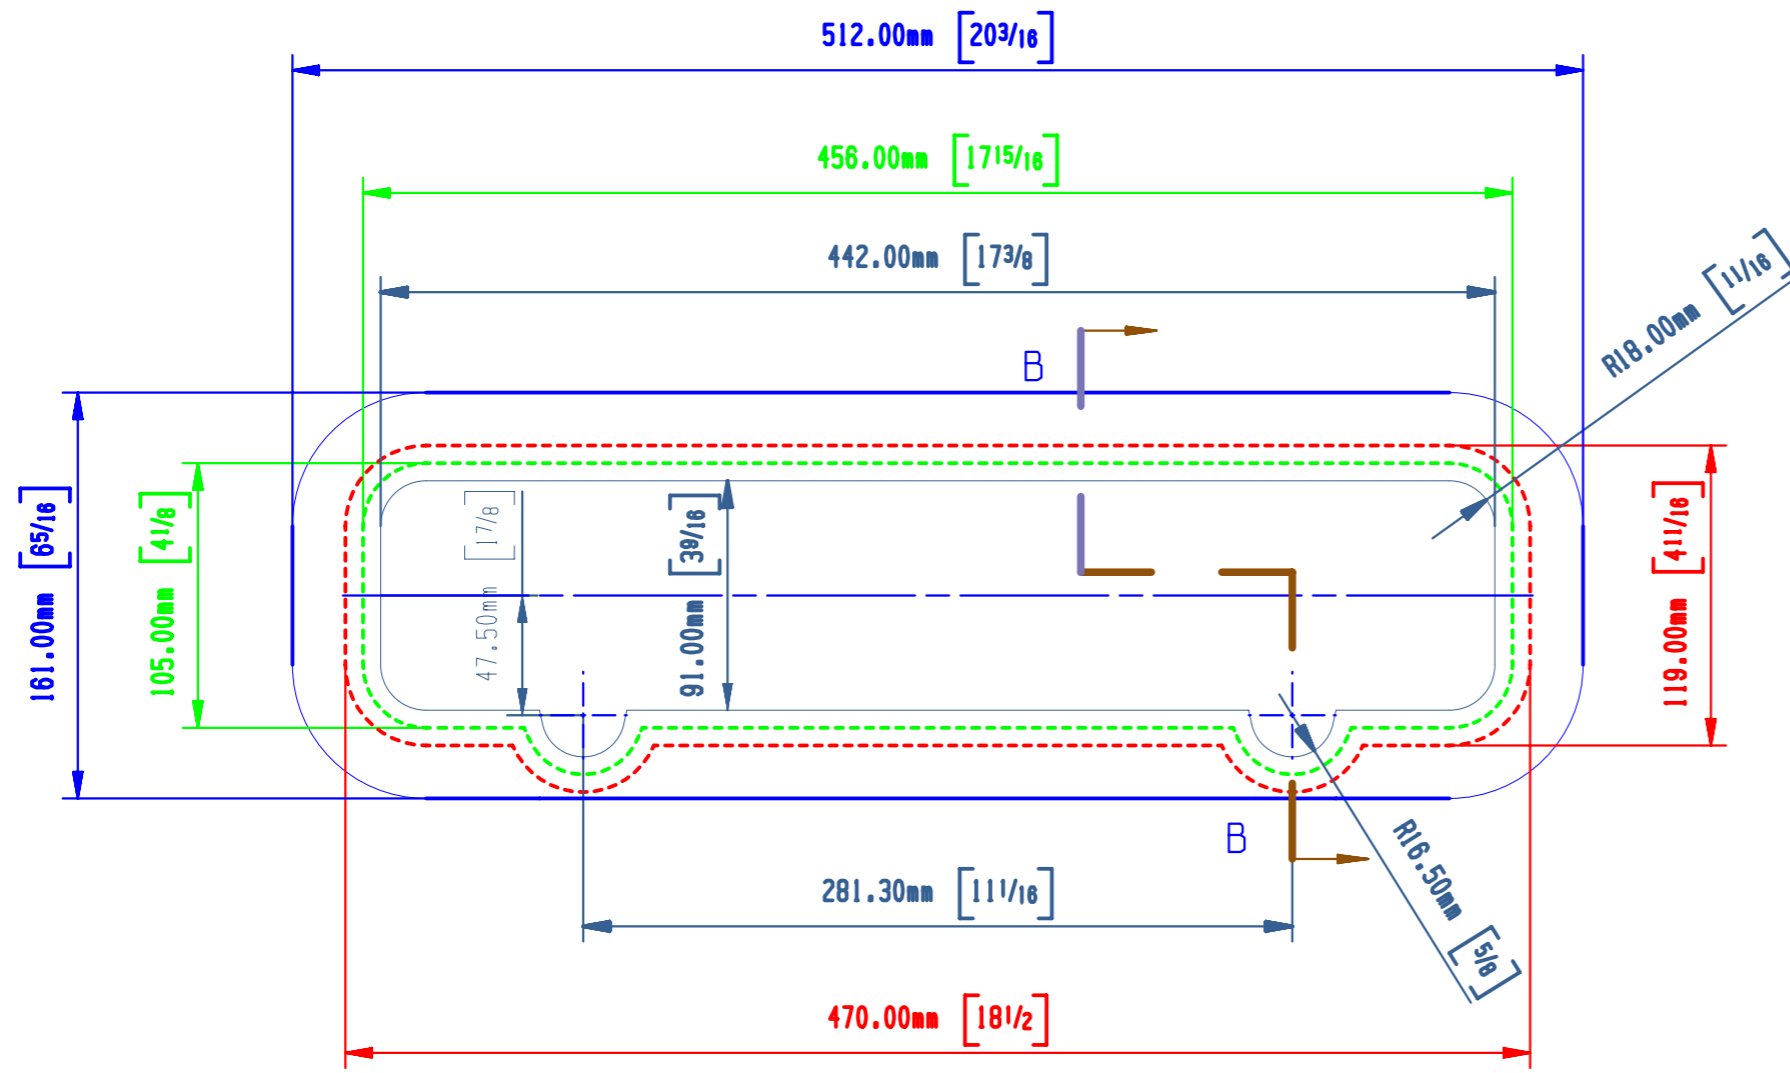 512.00mm [20 3/16]
456.00mm [17 15/16]
442.00mm [17 3/8]
R18.00mm [11/16]
B
161.00mm [6 5/16]
105.00mm [4 1/8]
47.50mm [1 7/8]
91.00mm [3 9/16]
119.00mm [4 11/16]
B
R16.50mm [5/8]
281.30mm [11 1/16]
470.00mm [18 1/2]